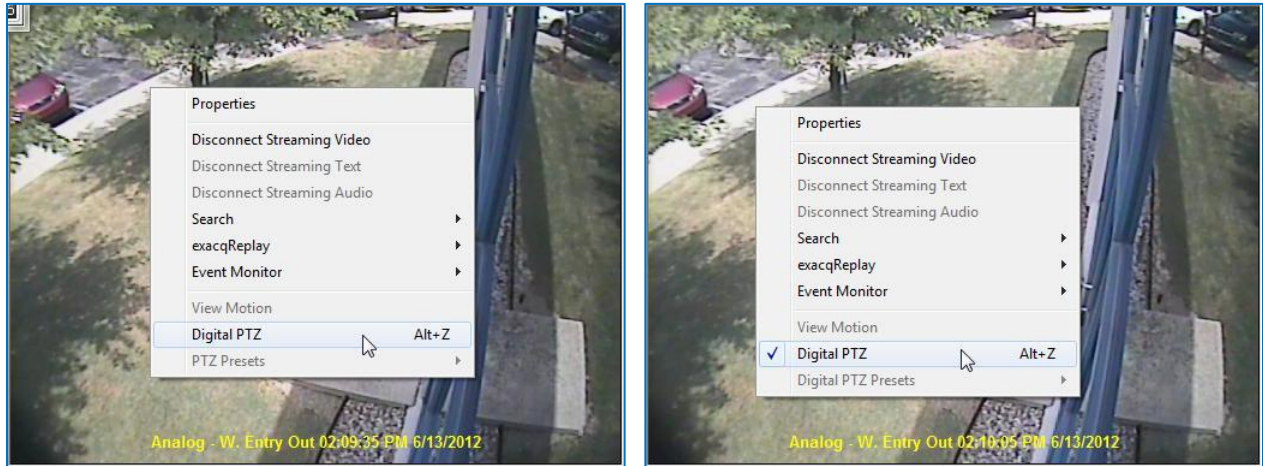 Properties
Disconnect Streaming Video
Disconnect Streaming Text
Disconnect Streaming Audio
Search
exacqReplay
Event Monitor
View Motion
Digital PTZ Alt+Z
PTZ Presets
Analog - W. Entry Out 02:09:35 PM 6/13/2012
Properties
Disconnect Streaming Video
Disconnect Streaming Text
Disconnect Streaming Audio
Search
exacqReplay
Event Monitor
View Motion
Digital PTZ Alt+Z
Digital PTZ Presets
Analog - W. Entry Out 02:10:05 PM 6/13/2012